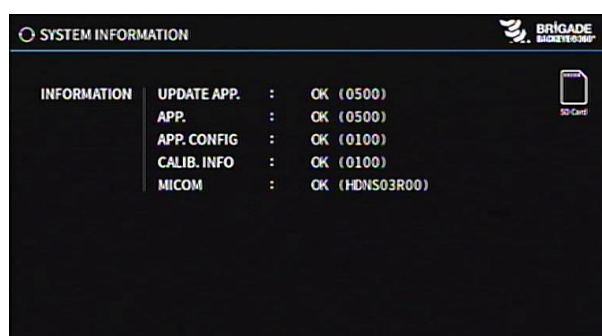 SYSTEM INFORMATION
BRIGADE
BACKEYE®360™
INFORMATION
UPDATE APP. : OK (0500)
APP. : OK (0500)
APP. CONFIG : OK (0100)
CALIB. INFO : OK (0100)
MICOM : OK (HDNS03R00)
SD-Card